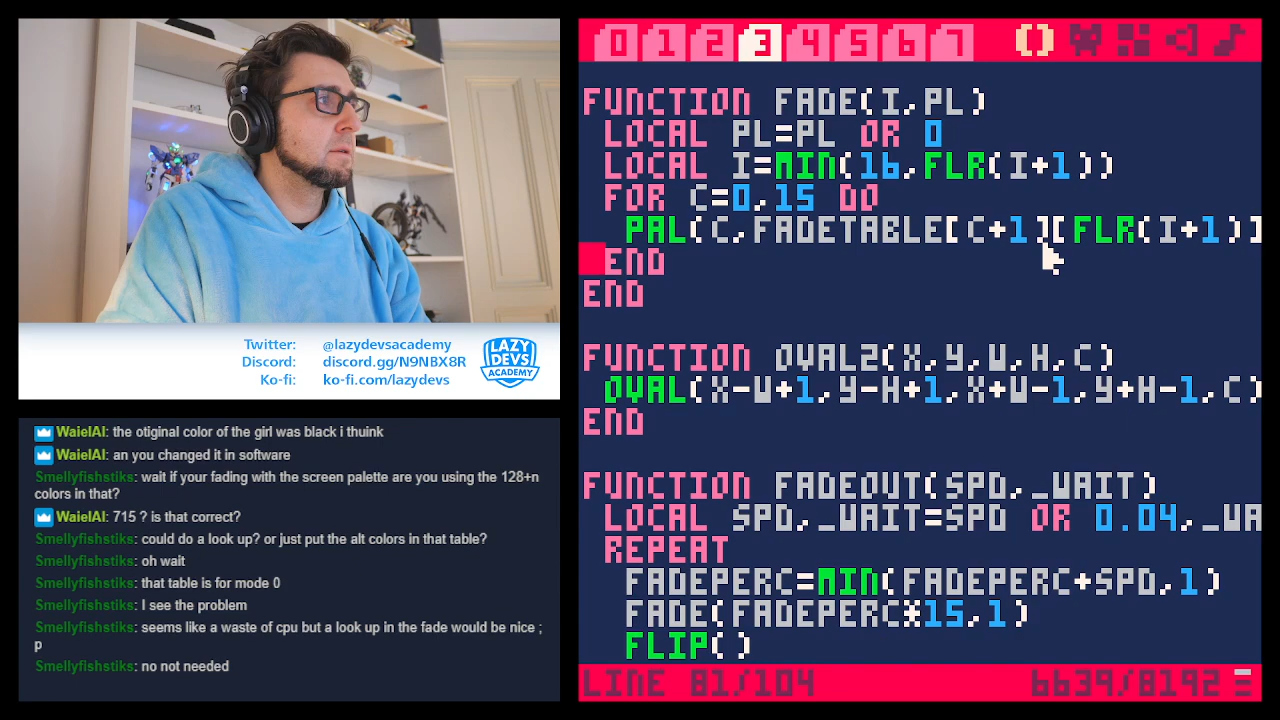 Twitter: @lazydevsacademy
Discord: discord.gg/N9NBX8R
Ko-fi: ko-fi.com/lazydevs
LAZY
DEVS
ACADEMY
WaielAI: the otiginal color of the girl was black i thuink
WaielAI: an you changed it in software
Smellyfishstiks: wait if your fading with the screen palette are you using the 128+n
colors in that?
WaielAI: 715 ? is that correct?
Smellyfishstiks: could do a look up? or just put the alt colors in that table?
Smellyfishstiks: oh wait
Smellyfishstiks: that table is for mode 0
Smellyfishstiks: I see the problem
Smellyfishstiks: seems like a waste of cpu but a look up in the fade would be nice ;
p
Smellyfishstiks: no not needed
0 1 2 3 4 5 6 7 ()
FUNCTION FADE(I,PL)
LOCAL PL=PL OR 0
LOCAL I=MIN(16,FLR(I+1))
FOR C=0,15 DO
PAL(C,FADETABLE[C+1][FLR(I+1)]
END
END
FUNCTION OVAL2(X,Y,W,H,C)
OVAL(X-W+1,Y-H+1,X+W-1,Y+H-1,C)
END
FUNCTION FADEOUT(SPD,_WAIT)
LOCAL SPD,_WAIT=SPD OR 0.04,_WA
REPEAT
FADEPERC=MIN(FADEPERC+SPD,1)
FADE(FADEPERC*15,1)
FLIP()
LINE 81/104 6639/8192